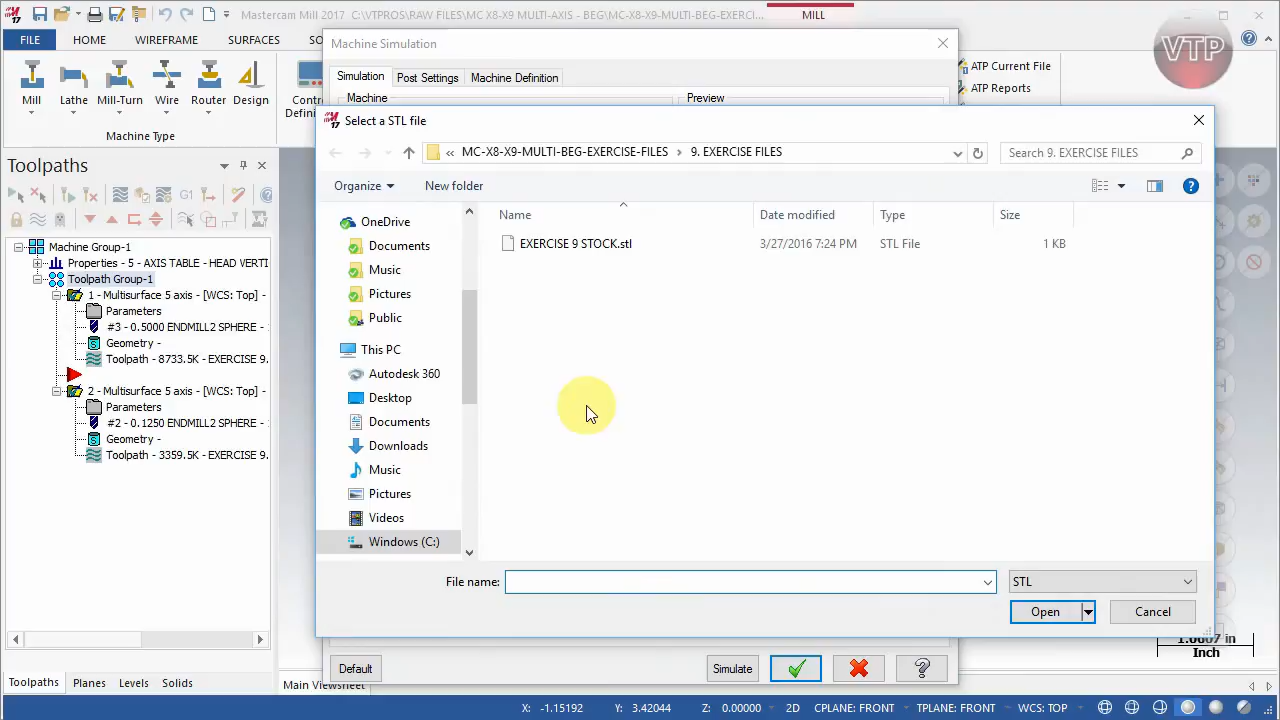 Mastercam Mill 2017 C:\VTPROS\RAW FILES\MC X8-X9 MULTI-AXIS - BEG\MC-X8-X9-MULTI-BEG-EXERCI...
MILL
FILE HOME WIREFRAME SURFACES SO
Machine Simulation
VTP
Simulation Post Settings Machine Definition
Machine Preview
Mill Lathe Mill-Turn Wire Router Design
Contr
Defini
Machine Type
ATP Current File
ATP Reports
Select a STL file
« MC-X8-X9-MULTI-BEG-EXERCISE-FILES > 9. EXERCISE FILES
Search 9. EXERCISE FILES
Organize New folder
Toolpaths
G1
Machine Group-1
Properties - 5 - AXIS TABLE - HEAD VERTI
Toolpath Group-1
1 - Multisurface 5 axis - [WCS: Top] -
Parameters
#3 - 0.5000 ENDMILL2 SPHERE -
Geometry -
Toolpath - 8733.5K - EXERCISE 9.
2 - Multisurface 5 axis - [WCS: Top] -
Parameters
#2 - 0.1250 ENDMILL2 SPHERE -
Geometry -
Toolpath - 3359.5K - EXERCISE 9.
OneDrive
Documents
Music
Pictures
Public
This PC
Autodesk 360
Desktop
Documents
Downloads
Music
Pictures
Videos
Windows (C:)
Name Date modified Type Size
EXERCISE 9 STOCK.stl 3/27/2016 7:24 PM STL File 1 KB
File name:
STL
Open Cancel
Inch
Default Simulate
Toolpaths Planes Levels Solids
Main Viewsheet
X: -1.15192 Y: 3.42044 Z: 0.00000 2D CPLANE: FRONT TPLANE: FRONT WCS: TOP